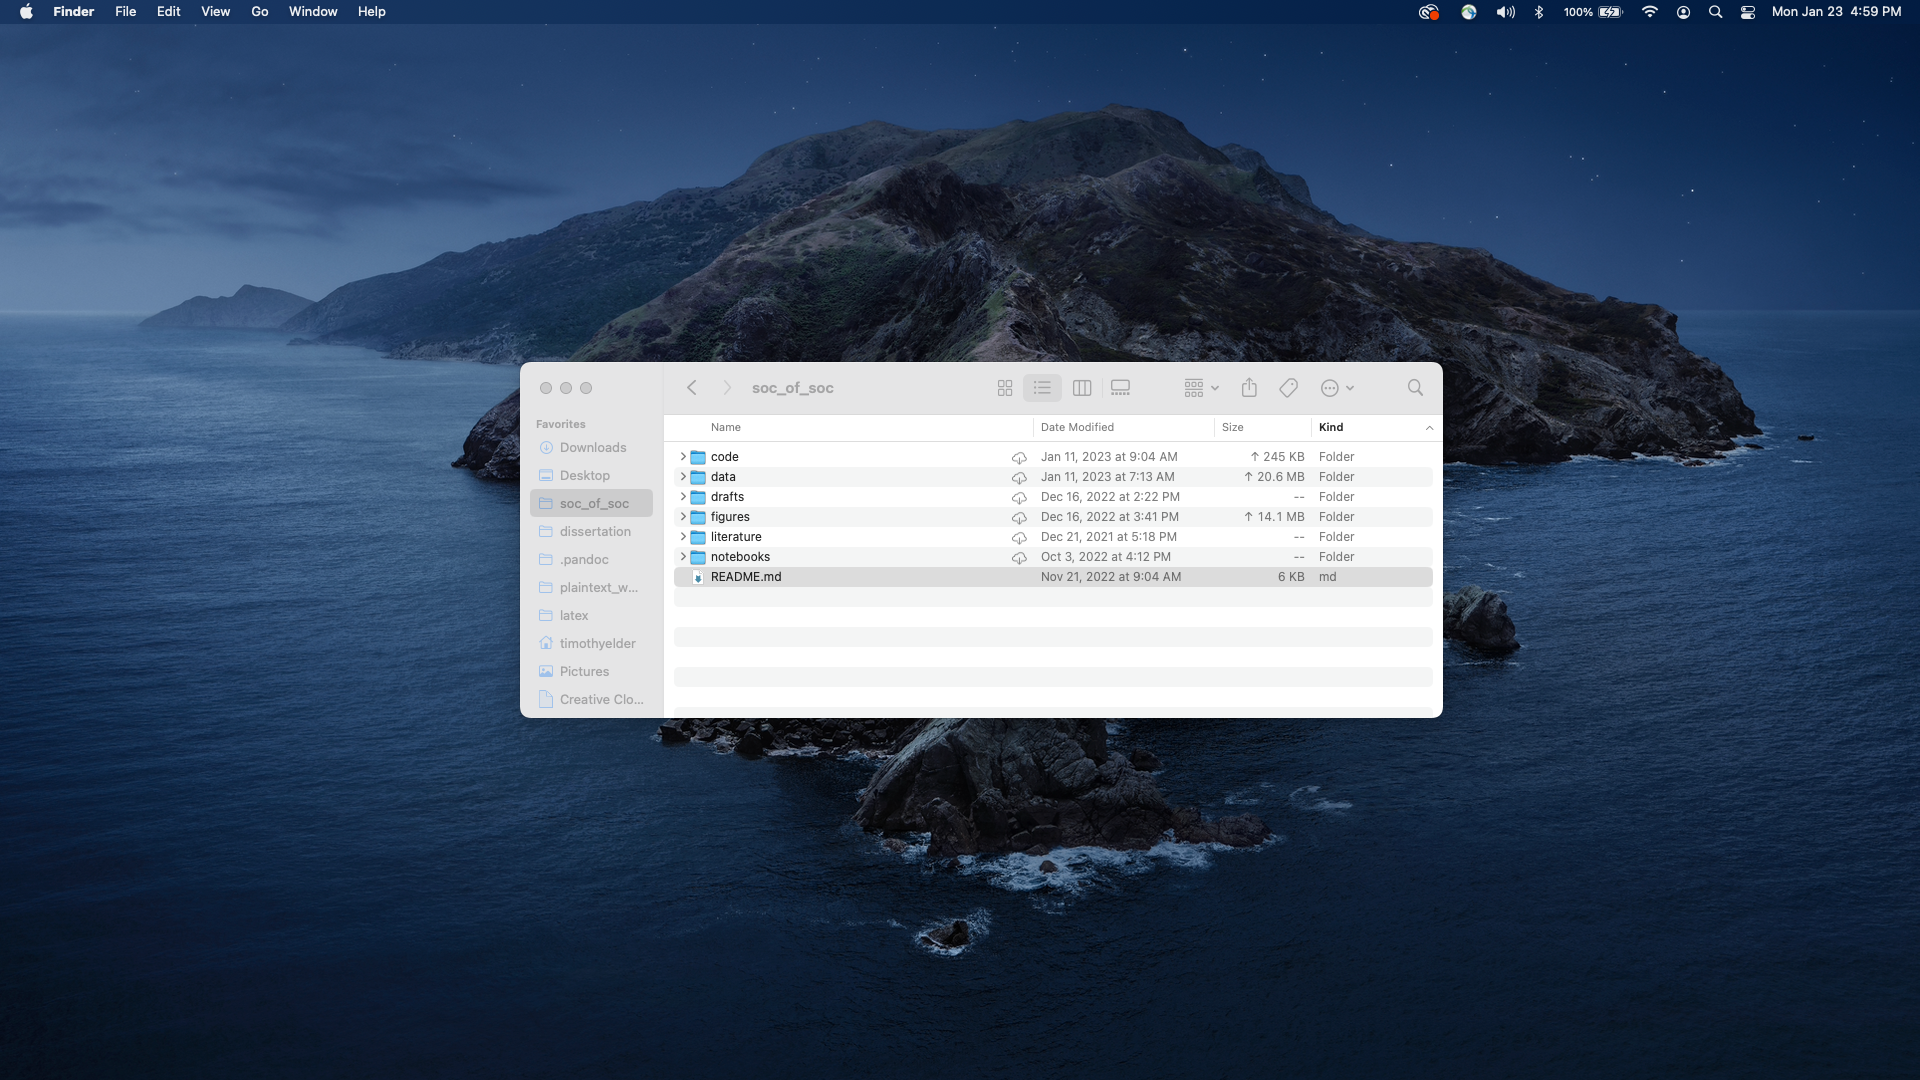 Finder File Edit View Go Window Help 100% Mon Jan 23 4:59 PM
soc_of_soc
Favorites
Downloads
Desktop
soc_of_soc
dissertation
.pandoc
plaintext_w...
latex
timothyelder
Pictures
Creative Clo...
Name Date Modified Size Kind
code Jan 11, 2023 at 9:04 AM ↑ 245 KB Folder
data Jan 11, 2023 at 7:13 AM ↑ 20.6 MB Folder
drafts Dec 16, 2022 at 2:22 PM -- Folder
figures Dec 16, 2022 at 3:41 PM ↑ 14.1 MB Folder
literature Dec 21, 2021 at 5:18 PM -- Folder
notebooks Oct 3, 2022 at 4:12 PM -- Folder
README.md Nov 21, 2022 at 9:04 AM 6 KB md